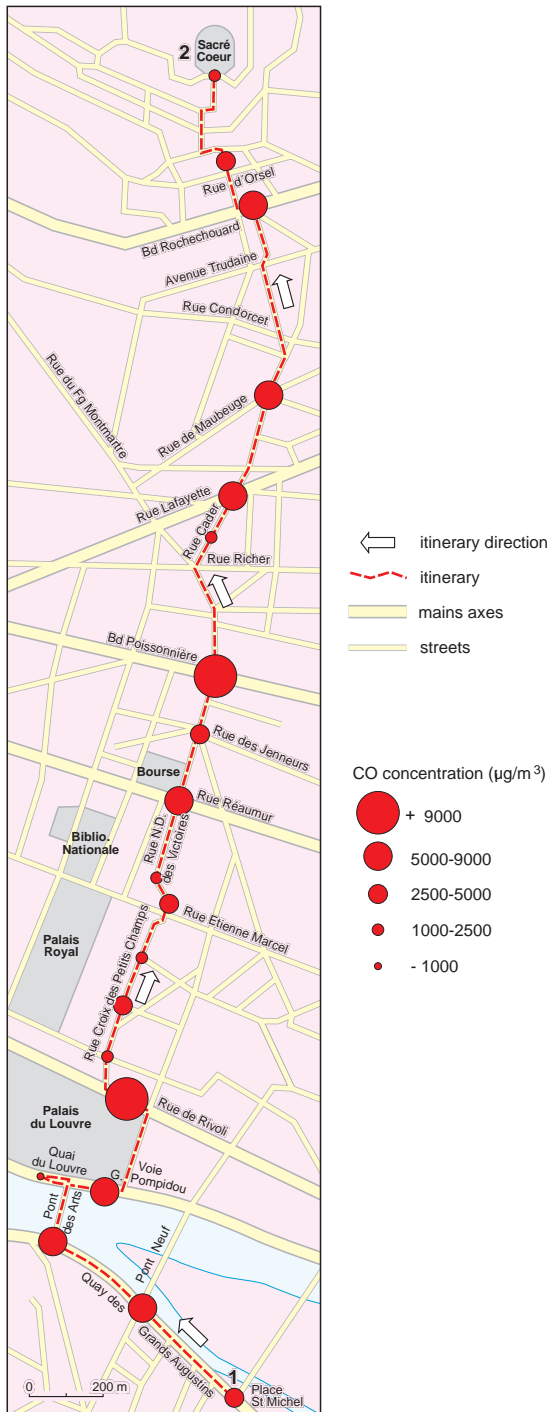 2
Sacré
Coeur
Rue d'Orsel
Bd Rochechouard
Avenue Trudaine
Rue Condorcet
Rue du Fg Montmartre
Rue de Maubeuge
Rue Lafayette
Rue Cader
Rue Richer
Bd Poissonnière
Rue des Jenneurs
Bourse
Rue Réaumur
Biblio.
Nationale
Rue N.D.
des Victoires
Rue Etienne Marcel
Palais
Royal
Rue Croix des Petits Champs
Palais
du Louvre
Rue de Rivoli
Quai
du Louvre
Voie
G. Pompidou
Pont
des Arts
Pont Neuf
Quay des
Grands Augustins
1
Place
St Michel
0 200 m
itinerary direction
itinerary
mains axes
streets
CO concentration (µg/m³)
+ 9000
5000-9000
2500-5000
1000-2500
- 1000